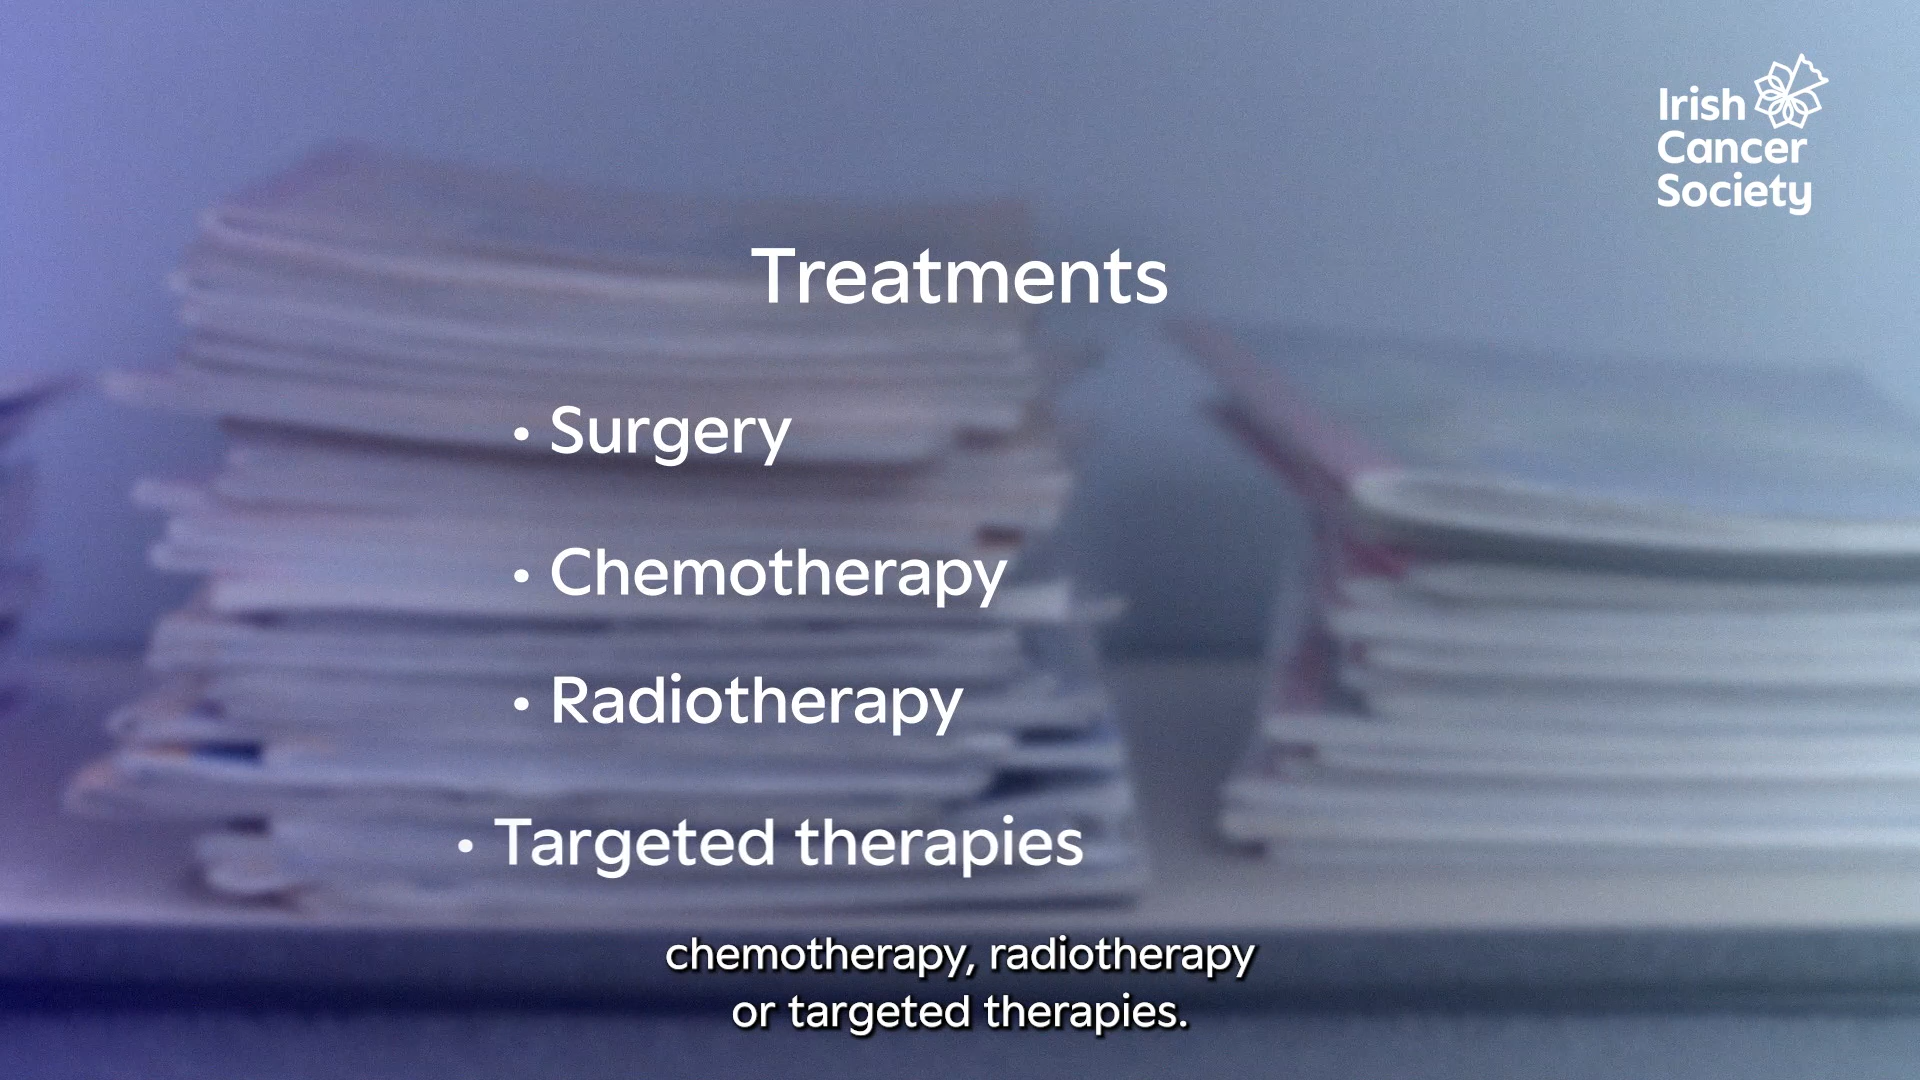 Irish
Cancer
Society
Treatments
• Surgery
• Chemotherapy
• Radiotherapy
• Targeted therapies
chemotherapy, radiotherapy
or targeted therapies.